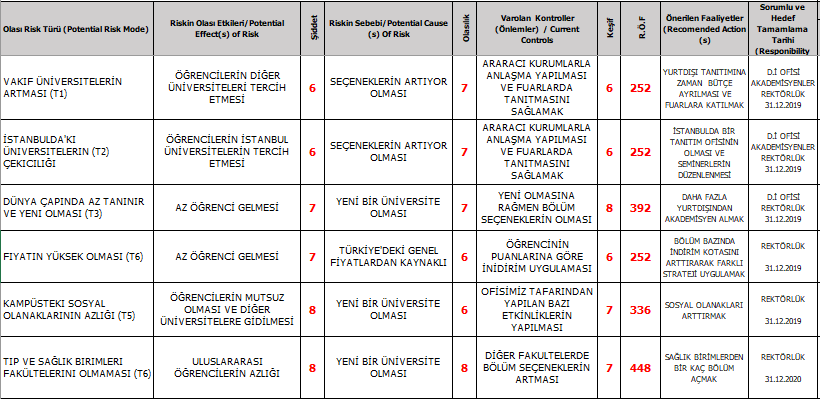 Olası Risk Türü (Potential Risk Mode)
Riskin Olası Etkileri/Potential
Effect(s) of Risk
Şiddet
Riskin Sebebi/Potential Cause
(s) Of Risk
Olasılık
Varolan Kontroller
(Önlemler) / Current
Controls
Keşif
R.Ö.F
Önerilen Faaliyetler
(Recomended Action
(s)
Sorumlu ve
Hedef
Tamamlama
Tarihi
(Responsibility
VAKIF ÜNİVERSİTELERİN
ARTMASI (T1)
ÖĞRENCİLERİN DİĞER
ÜNİVERSİTELERİ TERCİH
ETMESİ
6
SEÇENEKLERİN ARTIYOR
OLMASI
7
ARARACI KURUMLARLA
ANLAŞMA YAPILMASI
VE FUARLARDA
TANITMASINI
SAĞLAMAK
6
252
YURTDIŞI TANITIMINA
ZAMAN BÜTÇE
AYRILMASI VE
FUARLARA KATILMAK
D.İ OFİSİ
AKADEMİSYENLER
REKTÖRLÜK
31.12.2019
İSTANBULDA'KI
ÜNIVERSITELERIN (T2)
ÇEKICILIĞI
ÖĞRENCİLERİN İSTANBUL
ÜNİVERSİTELERİN TERCİH
ETMESİ
6
SEÇENEKLERİN ARTIYOR
OLMASI
7
ARARACI KURUMLARLA
ANLAŞMA YAPILMASI
VE FUARLARDA
TANITMASINI
SAĞLAMAK
6
252
İSTANBULDA BİR
TANITIM OFİSİNİN
OLMASI VE
SEMİNERLERİN
DÜZENLENMESİ
D.İ OFİSİ
AKADEMİSYENLER
REKTÖRLÜK
31.12.2019
DÜNYA ÇAPINDA AZ TANINIR
VE YENI OLMASI (T3)
AZ ÖĞRENCİ GELMESİ
7
YENİ BİR ÜNİVERSİTE
OLMASI
7
YENİ OLMASINA
RAĞMEN BÖLÜM
SEÇENEKLERİN OLMASI
8
392
DAHA FAZLA
YURTDIŞINDAN
AKADEMİSYEN ALMAK
D.İ OFİSİ
REKTÖRLÜK
31.12.2019
FIYATIN YÜKSEK OLMASI (T6)
AZ ÖĞRENCİ GELMESİ
7
TÜRKİYE'DEKİ GENEL
FİYATLARDAN KAYNAKLI
6
ÖĞRENCİNİN
PUANLARINA GÖRE
İNİDİRİM UYGULAMASI
6
252
BÖLÜM BAZINDA
İNDİRİM KOTASINI
ARTTIRARAK FARKLI
STRATEJİ UYGULAMAK
REKTÖRLÜK
31.12.2019
KAMPÜSTEKI SOSYAL
OLANAKLARININ AZLIĞI (T5)
ÖĞRENCİLERİN MUTSUZ
OLMASI VE DİĞER
ÜNİVERSİTELERE GİDİLMESİ
8
YENİ BİR ÜNİVERSİTE
OLMASI
6
OFİSİMİZ TAFARINDAN
YAPILAN BAZI
ETKİNLİKLERİN
YAPILMASI
7
336
SOSYAL OLANAKLARI
ARTTIRMAK
REKTÖRLÜK
31.12.2019
TIP VE SAĞLIK BIRIMLERI
FAKÜLTELERINI OLMAMASI (T6)
ULUSLARARASI
ÖĞRENCİLERİN AZLIĞI
8
YENİ BİR ÜNİVERSİTE
OLMASI
8
DİĞER FAKULTELERDE
BÖLÜM SEÇENEKLERİN
ARTMASI
7
448
SAĞLIK BİRİMLERDEN
BİR KAÇ BÖLÜM
AÇMAK
REKTÖRLÜK
31.12.2020